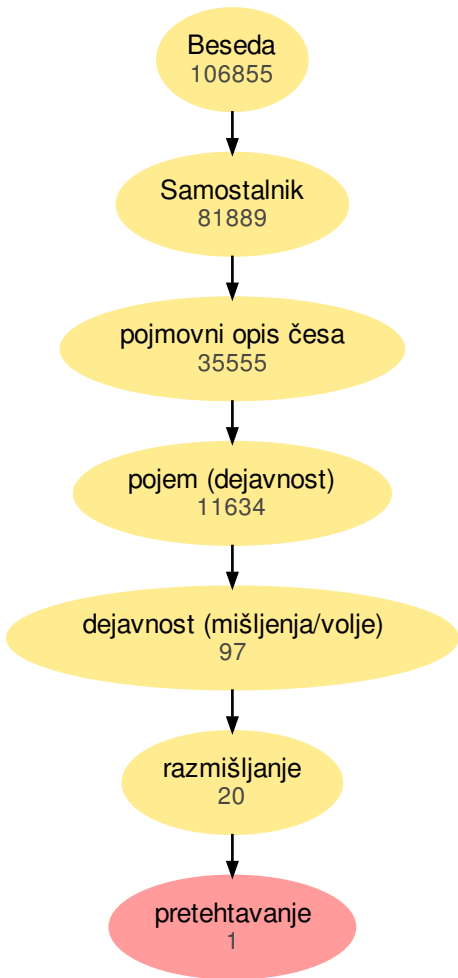 Beseda
106855
Samostalnik
81889
pojmovni opis česa
35555
pojem (dejavnost)
11634
dejavnost (mišljenja/volje)
97
razmišljanje
20
pretehtavanje
1